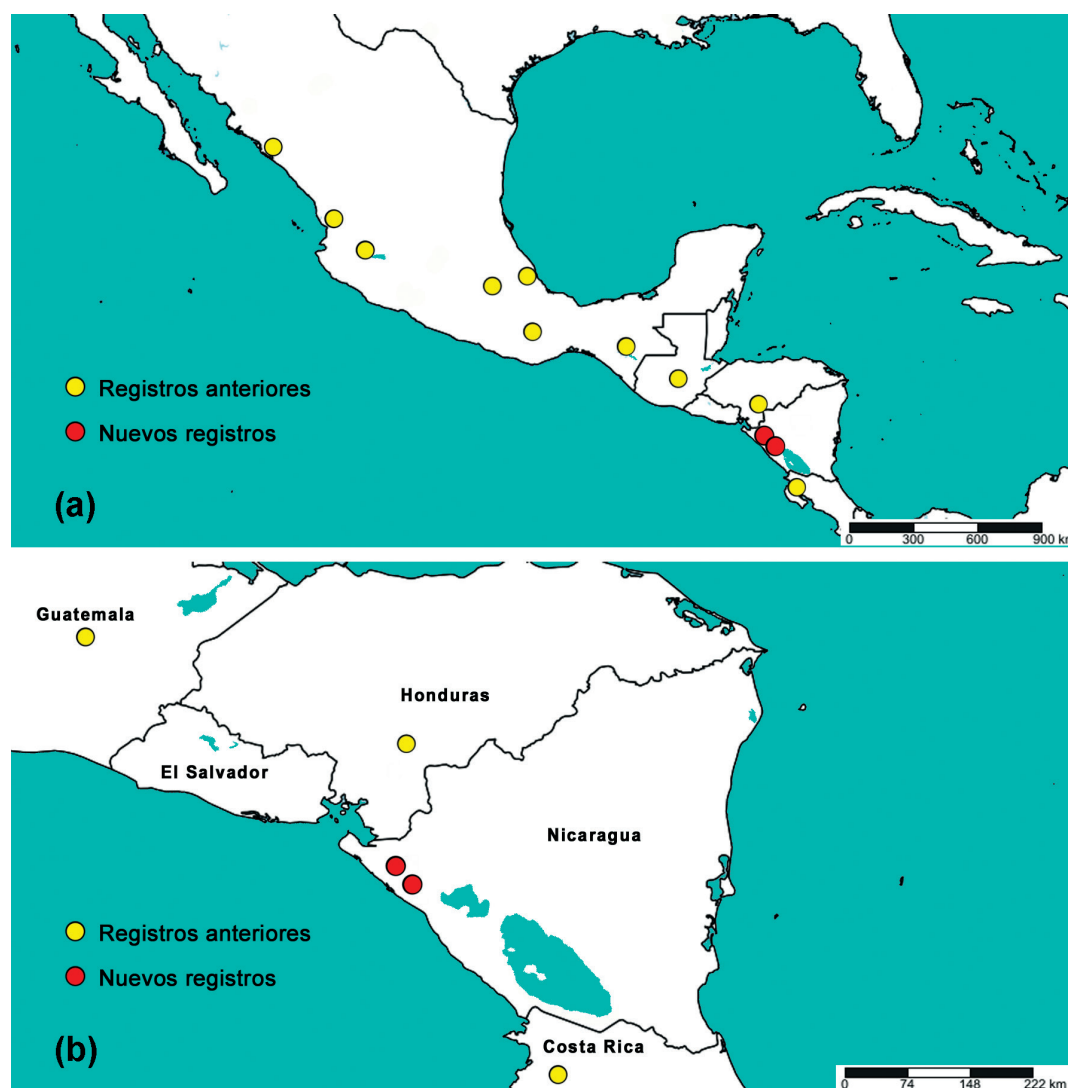 Registros anteriores
Nuevos registros
(a)
0 300 600 900 km
Guatemala
Honduras
El Salvador
Nicaragua
Registros anteriores
Nuevos registros
Costa Rica
(b)
0 74 148 222 km